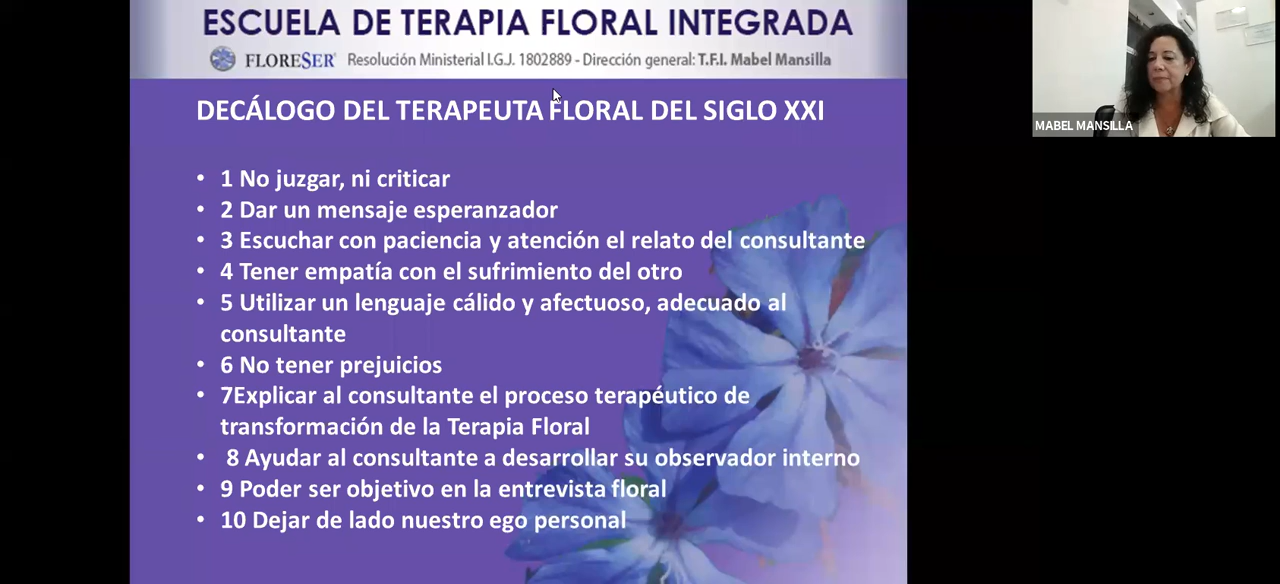 ESCUELA DE TERAPIA FLORAL INTEGRADA
FLORESER Resolución Ministerial I.G.J. 1802889 - Dirección general: T.F.I. Mabel Mansilla
DECÁLOGO DEL TERAPEUTA FLORAL DEL SIGLO XXI
• 1 No juzgar, ni criticar
• 2 Dar un mensaje esperanzador
• 3 Escuchar con paciencia y atención el relato del consultante
• 4 Tener empatía con el sufrimiento del otro
• 5 Utilizar un lenguaje cálido y afectuoso, adecuado al
consultante
• 6 No tener prejuicios
• 7Explicar al consultante el proceso terapéutico de
transformación de la Terapia Floral
• 8 Ayudar al consultante a desarrollar su observador interno
• 9 Poder ser objetivo en la entrevista floral
• 10 Dejar de lado nuestro ego personal
MABEL MANSILLA